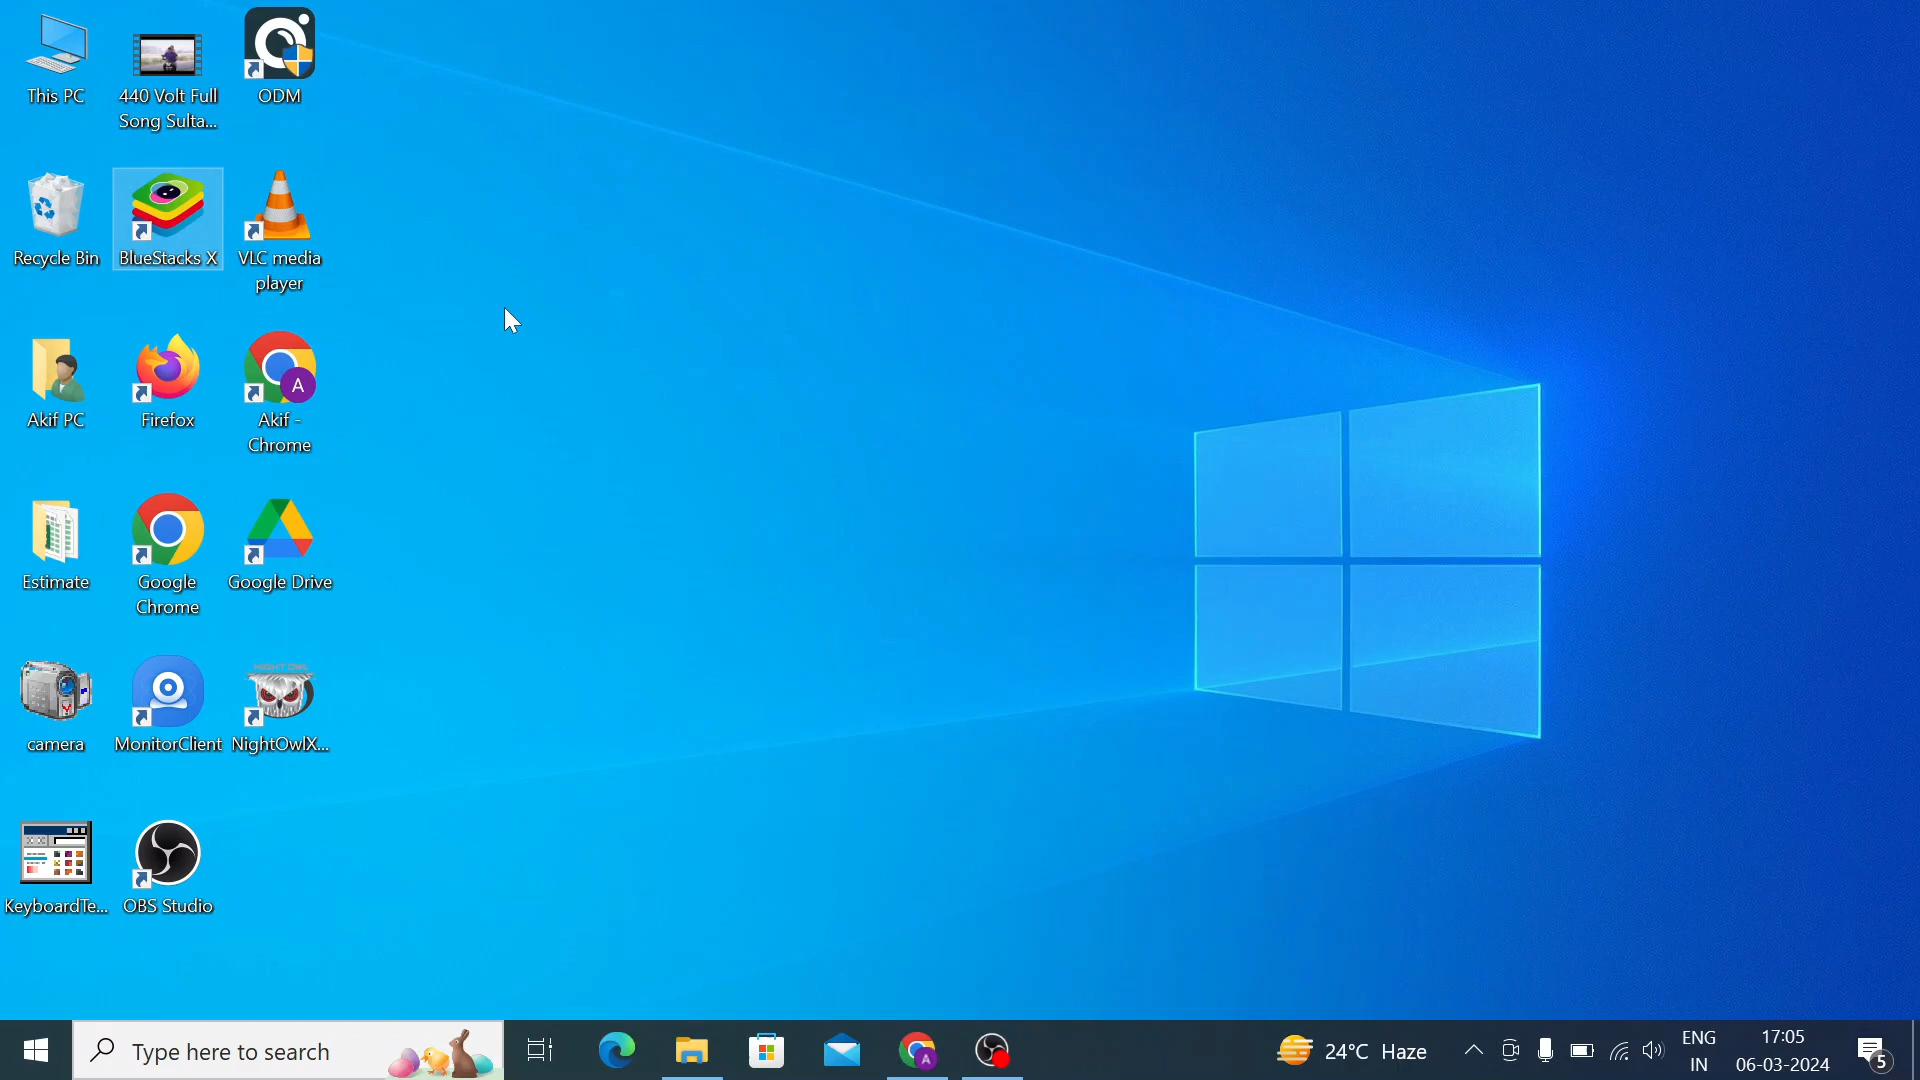 This PC
440 Volt Full
Song Sulta...
ODM
Recycle Bin
BlueStacks X
VLC media
player
Akif PC
Firefox
A
Akif -
Chrome
Estimate
Google
Chrome
Google Drive
NIGHT OWL
camera
MonitorClient
NightOwlX...
KeyboardTe...
OBS Studio
Type here to search
A
24°C Haze
ENG
IN
17:05
06-03-2024
5